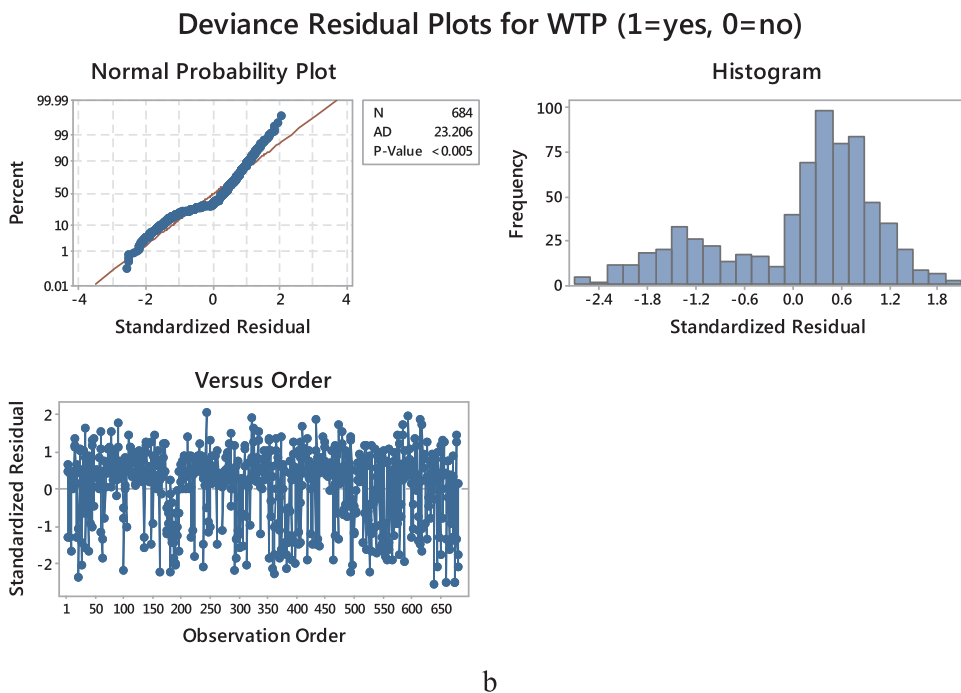 Deviance Residual Plots for WTP (1=yes, 0=no)
Normal Probability Plot
99.99
99
90
50
10
1
0.01
Percent
-4 -2 0 2 4
Standardized Residual
N 684
AD 23.206
P-Value <0.005
Histogram
100
75
50
25
0
Frequency
-2.4 -1.8 -1.2 -0.6 0.0 0.6 1.2 1.8
Standardized Residual
Versus Order
2
1
0
-1
-2
Standardized Residual
1 50 100 150 200 250 300 350 400 450 500 550 600 650
Observation Order
b